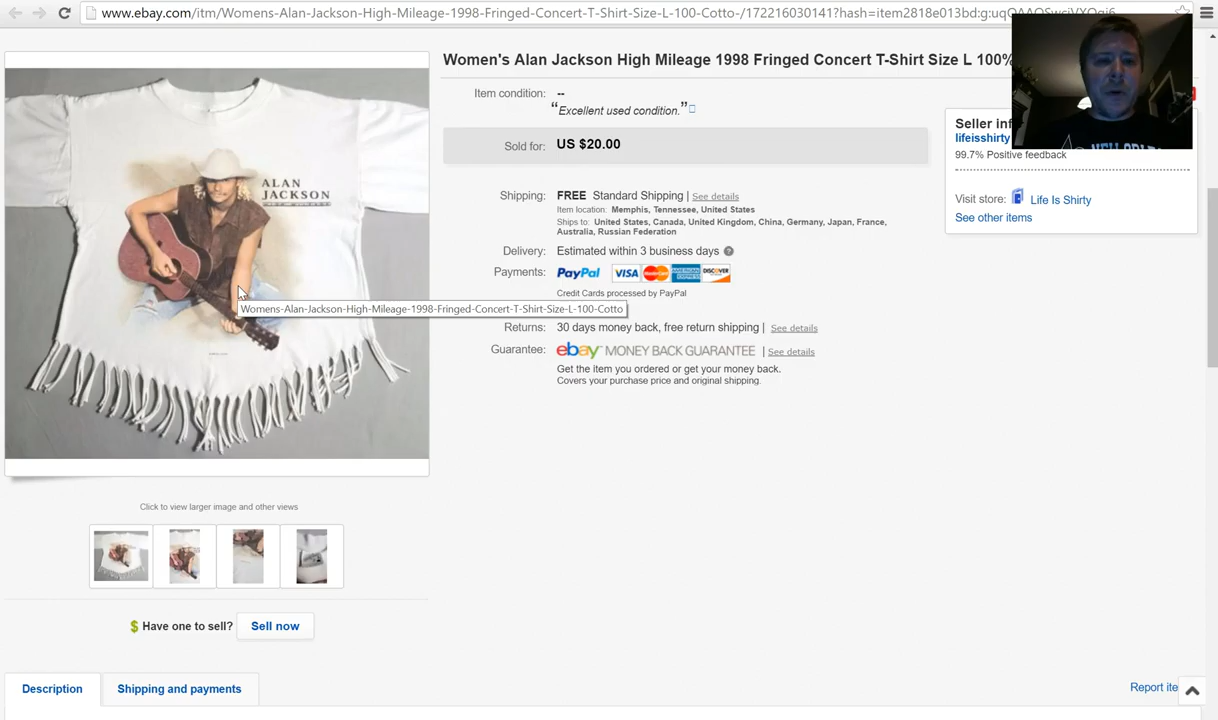 www.ebay.com/itm/Womens-Alan-Jackson-High-Mileage-1998-Fringed-Concert-T-Shirt-Size-L-100-Cotto-/172216030141?hash=item2818e013bd:g:
Women's Alan Jackson High Mileage 1998 Fringed Concert T-Shirt Size L 100%
Item condition: --
“Excellent used condition.”
Sold for: US $20.00
Shipping: FREE Standard Shipping | See details
Item location: Memphis, Tennessee, United States
Ships to: United States, Canada, United Kingdom, China, Germany, Japan, France,
Australia, Russian Federation
Delivery: Estimated within 3 business days ?
Payments: PayPal VISA MasterCard AMERICAN EXPRESS DISCOVER
Credit Cards processed by PayPal
Womens-Alan-Jackson-High-Mileage-1998-Fringed-Concert-T-Shirt-Size-L-100-Cotto
Returns: 30 days money back, free return shipping | See details
Guarantee: ebay MONEY BACK GUARANTEE | See details
Get the item you ordered or get your money back.
Covers your purchase price and original shipping.
Seller inf
lifeisshirty
99.7% Positive feedback
Visit store: Life Is Shirty
See other items
ALAN
JACKSON
Click to view larger image and other views
$ Have one to sell? Sell now
Description
Shipping and payments
Report ite